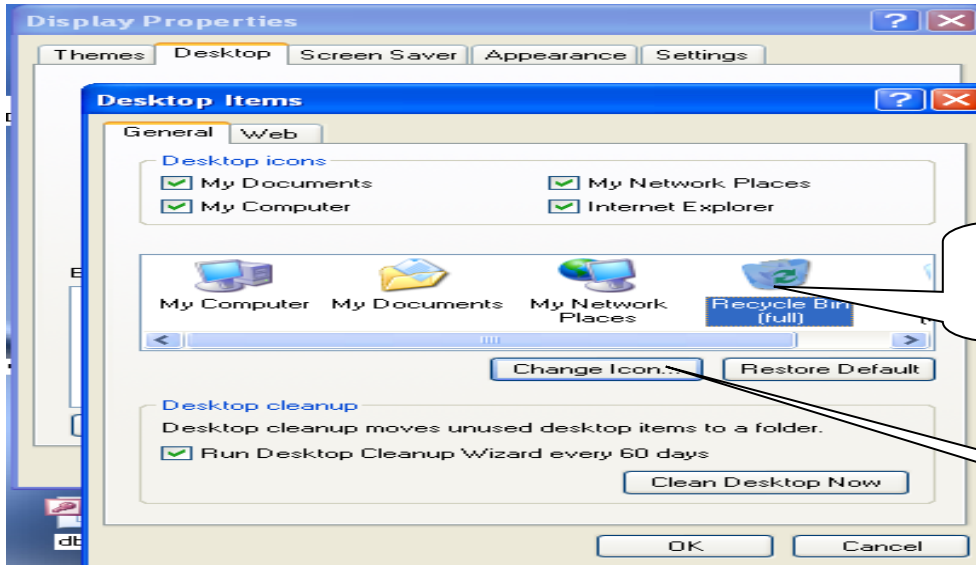 Display Properties
Themes Desktop Screen Saver Appearance Settings
Desktop Items
General Web
Desktop icons
My Documents My Network Places
My Computer Internet Explorer
My Computer My Documents My Network Places Recycle Bin (full)
Change Icon... Restore Default
Desktop cleanup
Desktop cleanup moves unused desktop items to a folder.
Run Desktop Cleanup Wizard every 60 days
Clean Desktop Now
OK Cancel